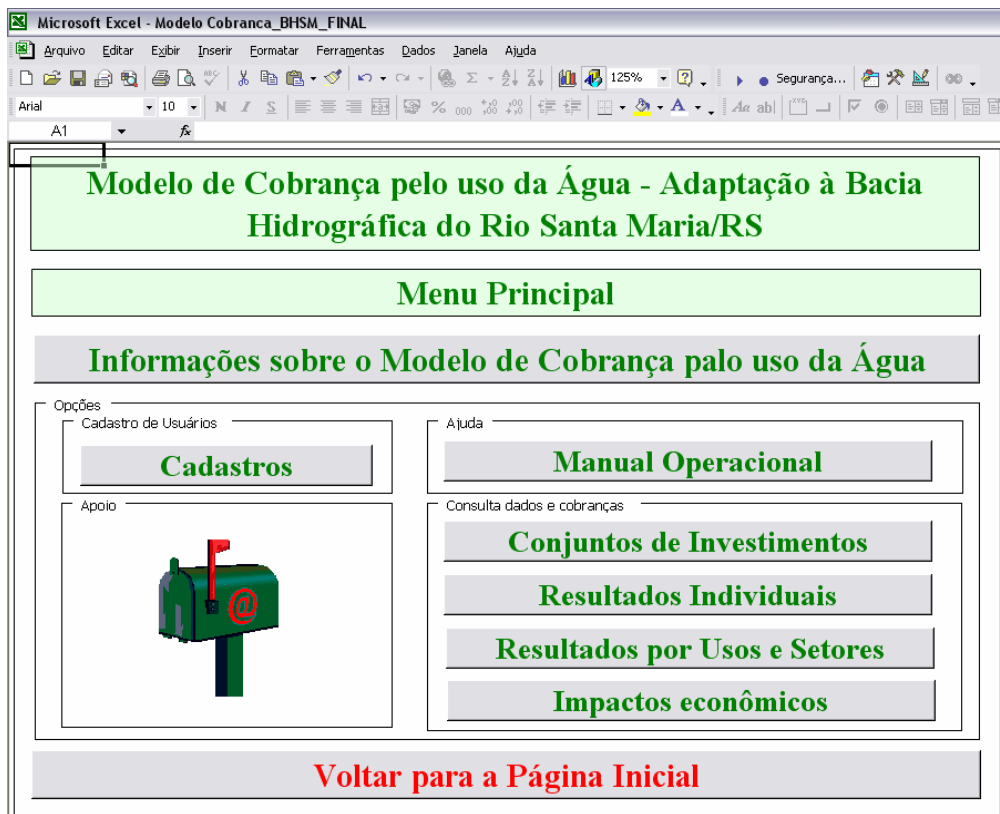 Microsoft Excel - Modelo Cobranca_BHSM_FINAL
Arquivo Editar Exibir Inserir Formatar Ferramentas Dados Janela Ajuda
125% Segurança...
Arial 10 N I S % 000 Aa ab|
A1 fx
Modelo de Cobrança pelo uso da Água - Adaptação à Bacia
Hidrográfica do Rio Santa Maria/RS
Menu Principal
Informações sobre o Modelo de Cobrança palo uso da Água
Opções
Cadastro de Usuários
Cadastros
Ajuda
Manual Operacional
Apoio
@
Consulta dados e cobranças
Conjuntos de Investimentos
Resultados Individuais
Resultados por Usos e Setores
Impactos econômicos
Voltar para a Página Inicial